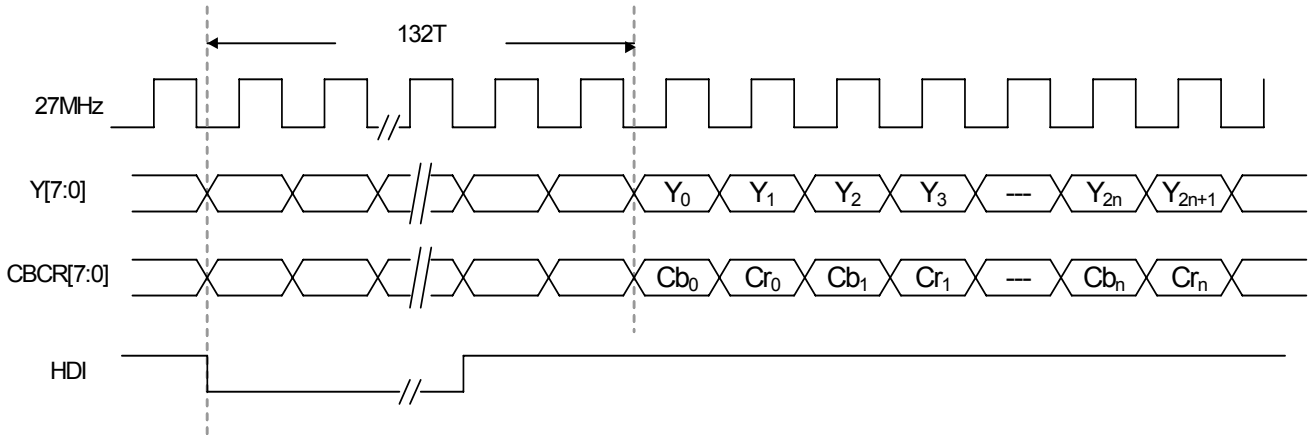 132T
27MHz
Y[7:0] Y₀ Y₁ Y₂ Y₃ --- Y₂ₙ Y₂ₙ₊₁
CBCR[7:0] Cb₀ Cr₀ Cb₁ Cr₁ --- Cbₙ Crₙ
HDI